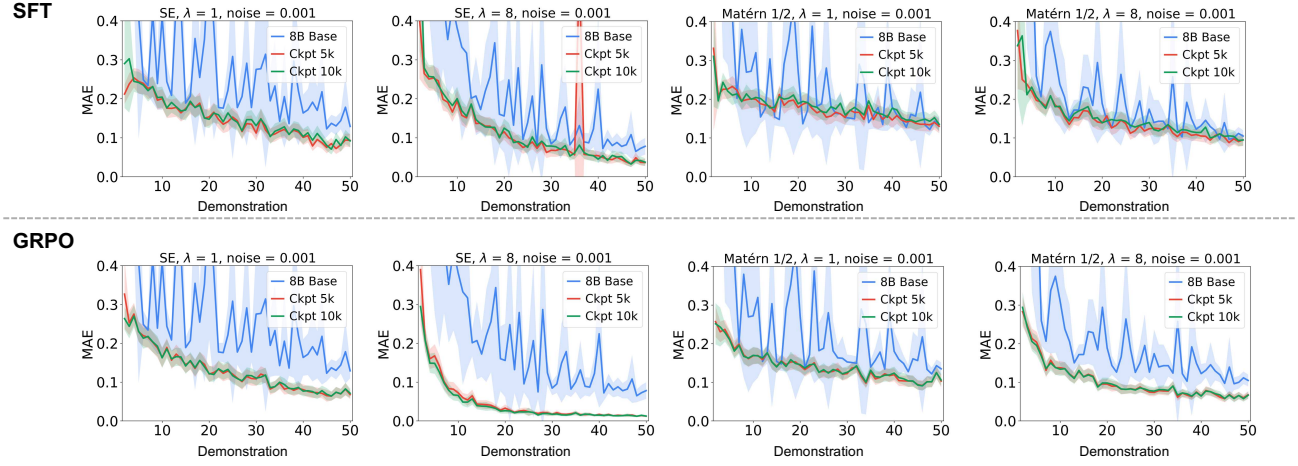 SFT
SE, λ = 1, noise = 0.001
SE, λ = 8, noise = 0.001
Matérn 1/2, λ = 1, noise = 0.001
Matérn 1/2, λ = 8, noise = 0.001
MAE
0.4
0.3
0.2
0.1
0.0
8B Base
Ckpt 5k
Ckpt 10k
10 20 30 40 50
Demonstration
MAE
0.4
0.3
0.2
0.1
0.0
8B Base
Ckpt 5k
Ckpt 10k
10 20 30 40 50
Demonstration
MAE
0.4
0.3
0.2
0.1
0.0
8B Base
Ckpt 5k
Ckpt 10k
10 20 30 40 50
Demonstration
MAE
0.4
0.3
0.2
0.1
0.0
8B Base
Ckpt 5k
Ckpt 10k
10 20 30 40 50
Demonstration
GRPO
SE, λ = 1, noise = 0.001
SE, λ = 8, noise = 0.001
Matérn 1/2, λ = 1, noise = 0.001
Matérn 1/2, λ = 8, noise = 0.001
MAE
0.4
0.3
0.2
0.1
0.0
8B Base
Ckpt 5k
Ckpt 10k
10 20 30 40 50
Demonstration
MAE
0.4
0.3
0.2
0.1
0.0
8B Base
Ckpt 5k
Ckpt 10k
10 20 30 40 50
Demonstration
MAE
0.4
0.3
0.2
0.1
0.0
8B Base
Ckpt 5k
Ckpt 10k
10 20 30 40 50
Demonstration
MAE
0.4
0.3
0.2
0.1
0.0
8B Base
Ckpt 5k
Ckpt 10k
10 20 30 40 50
Demonstration